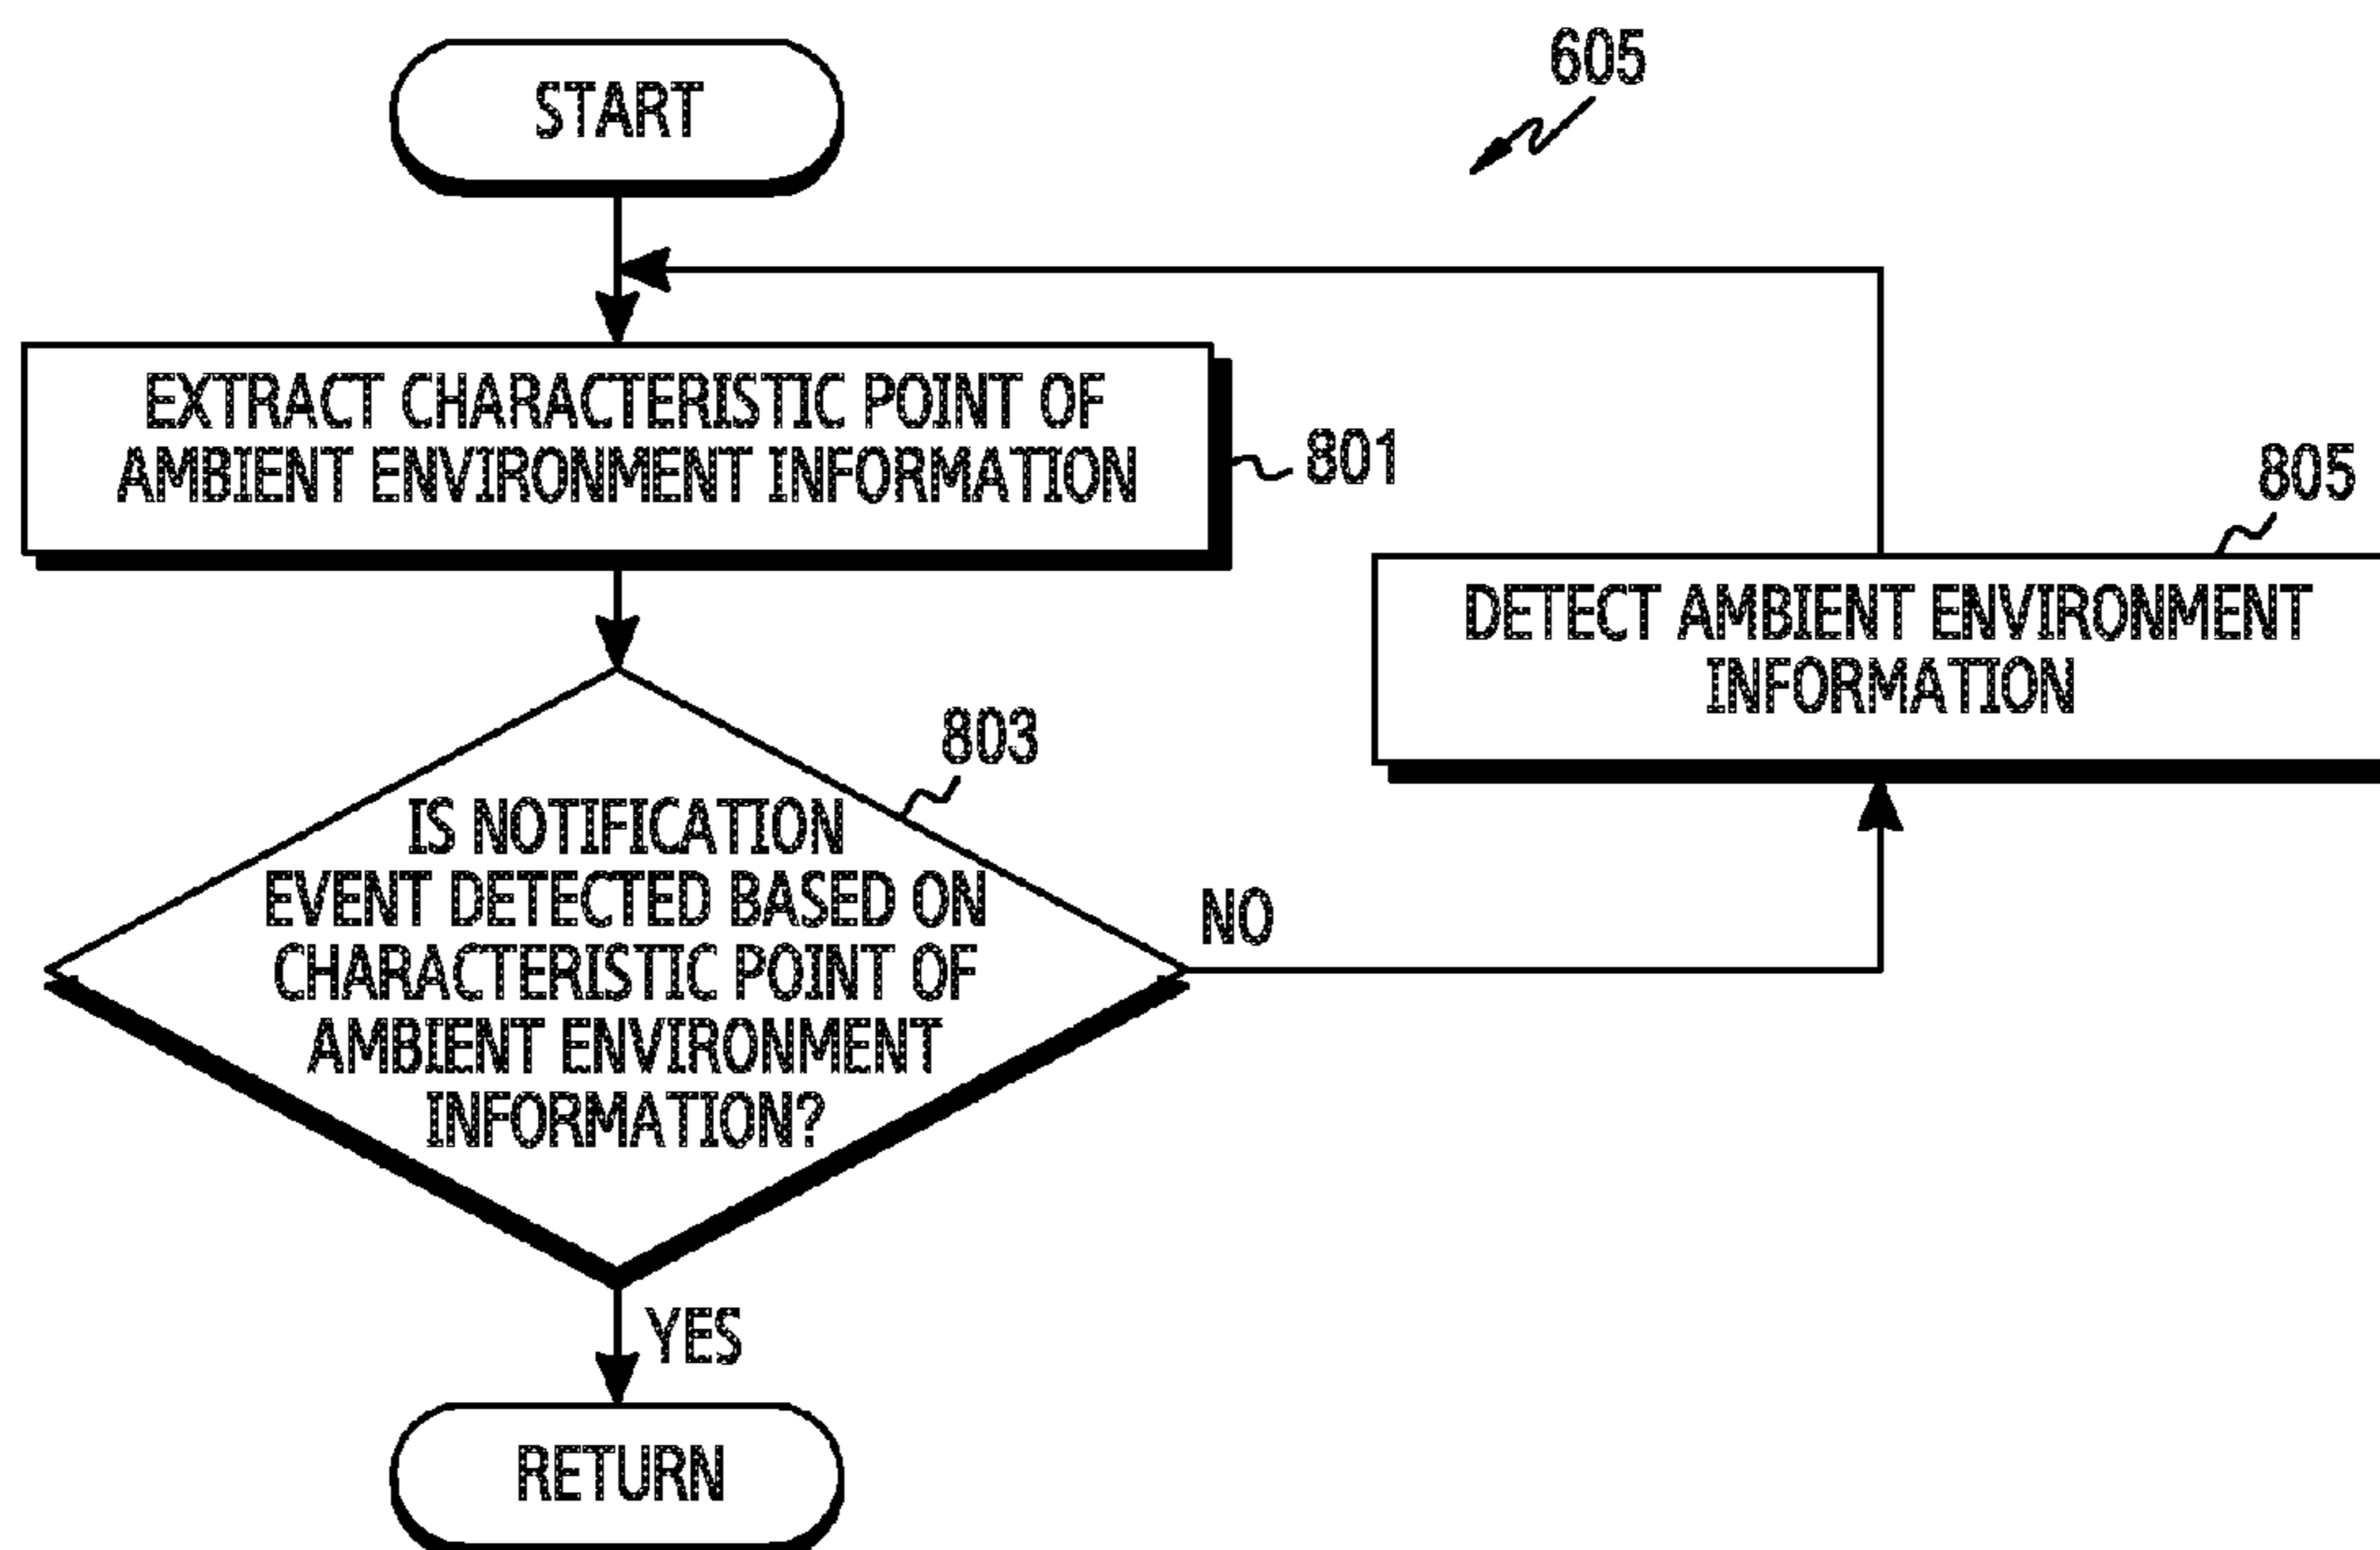 START
605
EXTRACT CHARACTERISTIC POINT OF
AMBIENT ENVIRONMENT INFORMATION
801
805
DETECT AMBIENT ENVIRONMENT
INFORMATION
803
IS NOTIFICATION
EVENT DETECTED BASED ON
CHARACTERISTIC POINT OF
AMBIENT ENVIRONMENT
INFORMATION?
NO
YES
RETURN